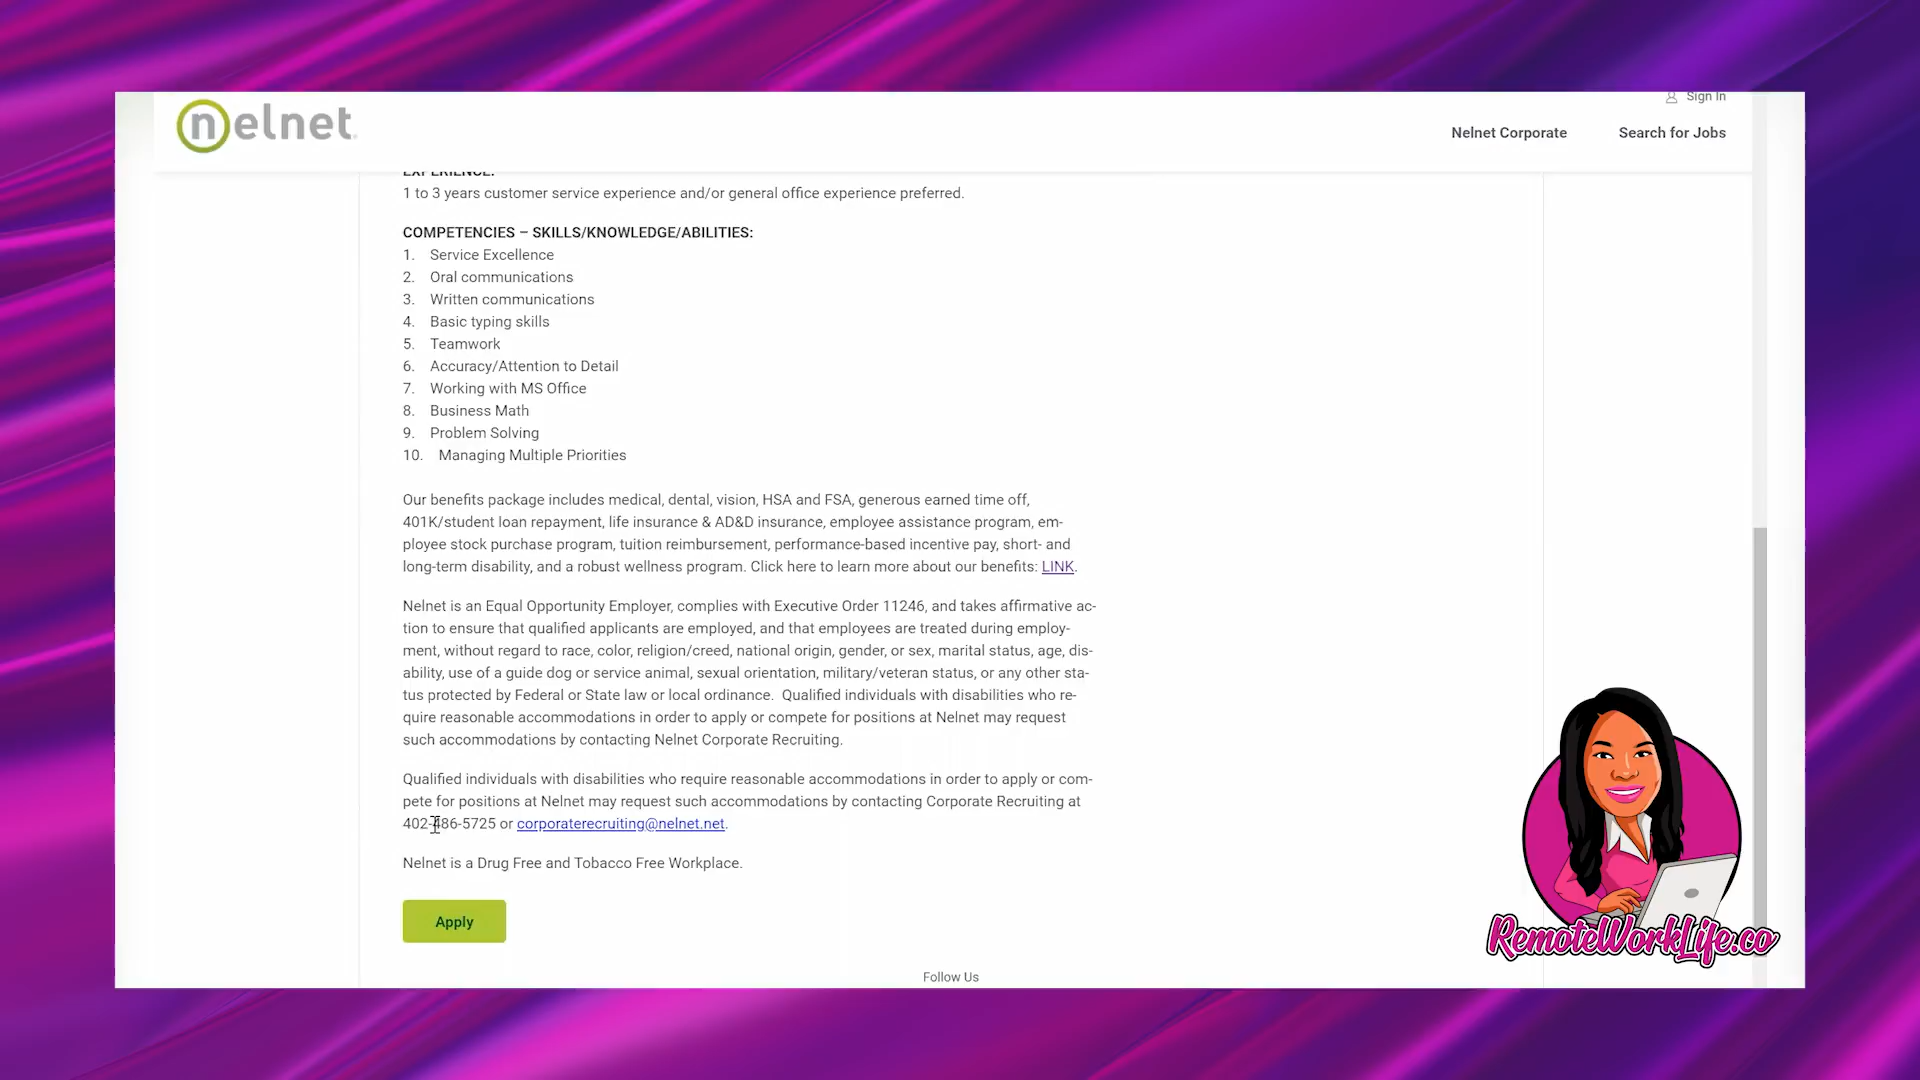 nelnet
Sign In
Nelnet Corporate
Search for Jobs
EXPERIENCE:
1 to 3 years customer service experience and/or general office experience preferred.
COMPETENCIES – SKILLS/KNOWLEDGE/ABILITIES:
1. Service Excellence
2. Oral communications
3. Written communications
4. Basic typing skills
5. Teamwork
6. Accuracy/Attention to Detail
7. Working with MS Office
8. Business Math
9. Problem Solving
10. Managing Multiple Priorities
Our benefits package includes medical, dental, vision, HSA and FSA, generous earned time off,
401K/student loan repayment, life insurance & AD&D insurance, employee assistance program, em-
ployee stock purchase program, tuition reimbursement, performance-based incentive pay, short- and
long-term disability, and a robust wellness program. Click here to learn more about our benefits: LINK.
Nelnet is an Equal Opportunity Employer, complies with Executive Order 11246, and takes affirmative ac-
tion to ensure that qualified applicants are employed, and that employees are treated during employ-
ment, without regard to race, color, religion/creed, national origin, gender, or sex, marital status, age, dis-
ability, use of a guide dog or service animal, sexual orientation, military/veteran status, or any other sta-
tus protected by Federal or State law or local ordinance. Qualified individuals with disabilities who re-
quire reasonable accommodations in order to apply or compete for positions at Nelnet may request
such accommodations by contacting Nelnet Corporate Recruiting.
Qualified individuals with disabilities who require reasonable accommodations in order to apply or com-
pete for positions at Nelnet may request such accommodations by contacting Corporate Recruiting at
402-486-5725 or corporaterecruiting@nelnet.net.
Nelnet is a Drug Free and Tobacco Free Workplace.
Apply
RemoteWorkLife.co
Follow Us